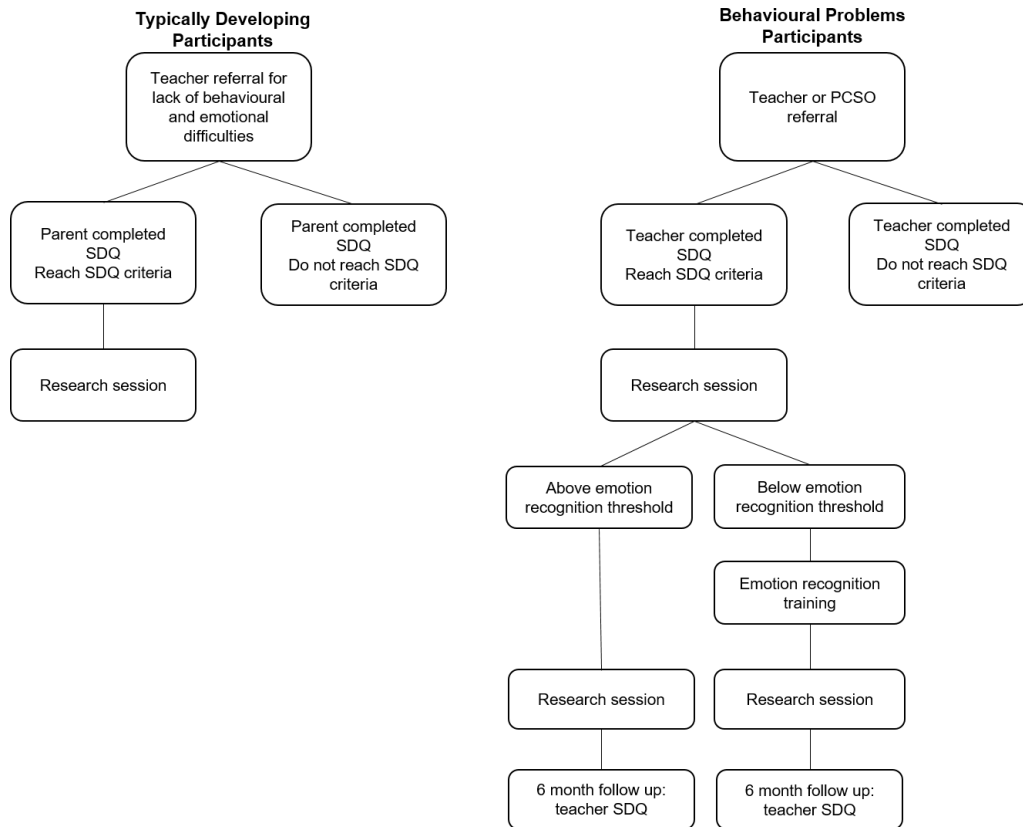 Typically Developing
Participants
Teacher referral for
lack of behavioural
and emotional
difficulties
Parent completed
SDQ
Reach SDQ criteria
Parent completed
SDQ
Do not reach SDQ
criteria
Research session
Behavioural Problems
Participants
Teacher or PCSO
referral
Teacher completed
SDQ
Reach SDQ criteria
Teacher completed
SDQ
Do not reach SDQ
criteria
Research session
Above emotion
recognition threshold
Below emotion
recognition threshold
Emotion recognition
training
Research session
Research session
6 month follow up:
teacher SDQ
6 month follow up:
teacher SDQ